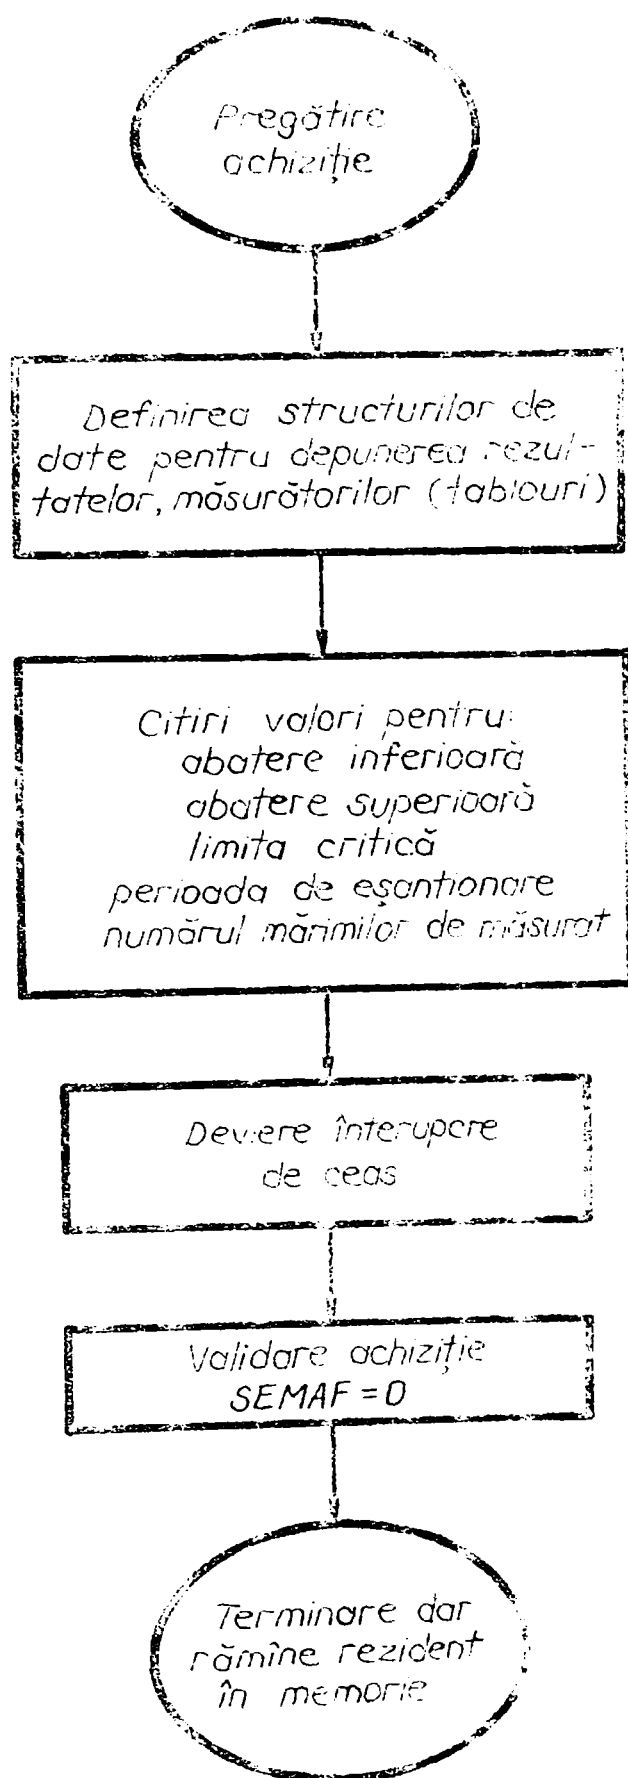 Pregătire
achiziție
Definirea structurilor de
date pentru depunerea rezul-
tatelor, măsurătorilor (tablouri)
Citiri valori pentru:
abatere inferioară
abatere superioară
limita critică
perioada de eșantionare
numărul mărimilor de măsurat
Deviere înterupere
de ceas
Validare achiziție
SEMAF = 0
Terminare dar
rămîne rezident
în memorie